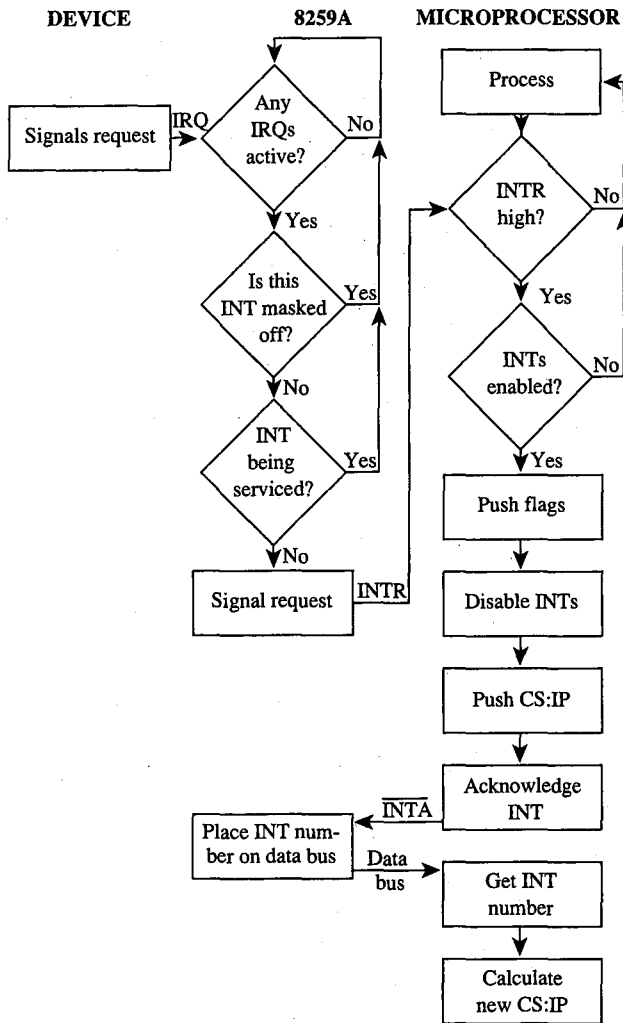 DEVICE
8259A
MICROPROCESSOR
Signals request
IRQ
Any
IRQs
active?
No
Yes
Is this
INT masked
off?
Yes
No
INT
being
serviced?
Yes
No
Signal request
INTR
Process
INTR
high?
No
Yes
INTs
enabled?
No
Yes
Push flags
Disable INTs
Push CS:IP
Acknowledge
INT
INTA
Place INT num-
ber on data bus
Data
bus
Get INT
number
Calculate
new CS:IP